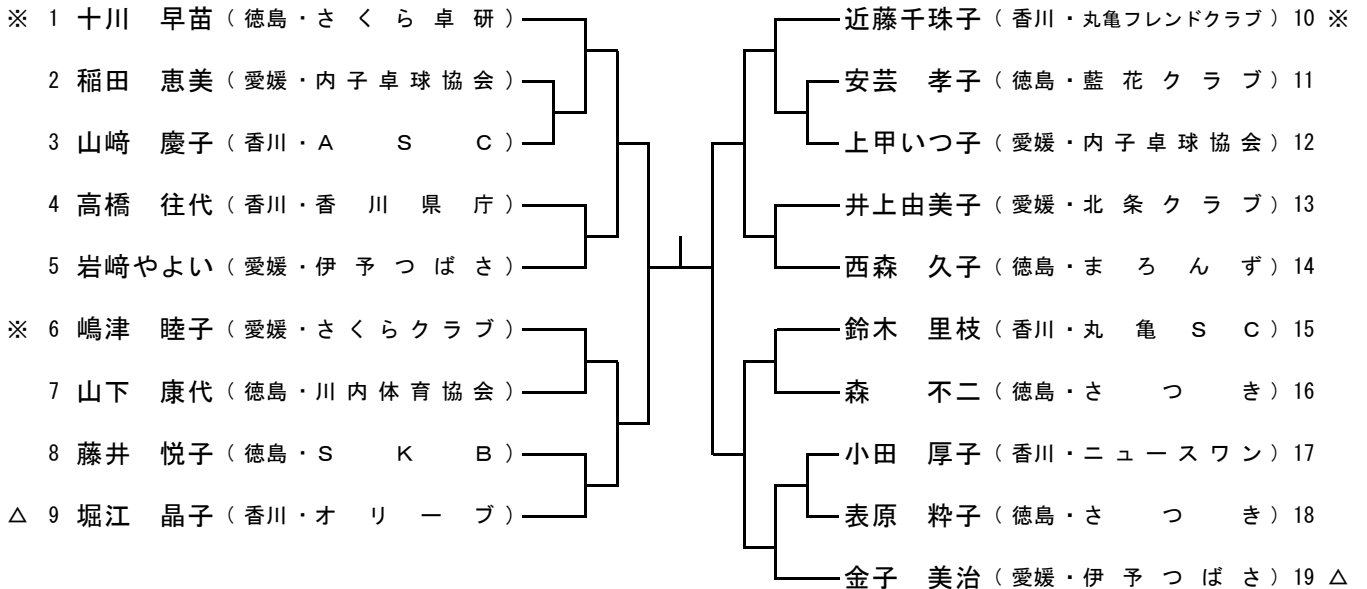 ※ 1 十川 早苗（徳島・さくら卓研）
2 稲田 恵美（愛媛・内子卓球協会）
3 山﨑 慶子（香川・ASC）
4 高橋 往代（香川・香川県庁）
5 岩﨑やよい（愛媛・伊予つばさ）
※ 6 嶋津 睦子（愛媛・さくらクラブ）
7 山下 康代（徳島・川内体育協会）
8 藤井 悦子（徳島・SKB）
△ 9 堀江 晶子（香川・オリーブ）
近藤千珠子（香川・丸亀フレンドクラブ）10 ※
安芸 孝子（徳島・藍花クラブ）11
上甲いつ子（愛媛・内子卓球協会）12
井上由美子（愛媛・北条クラブ）13
西森 久子（徳島・まろんず）14
鈴木 里枝（香川・丸亀SC）15
森 不二（徳島・さつき）16
小田 厚子（香川・ニュースワン）17
表原 粋子（徳島・さつき）18
金子 美治（愛媛・伊予つばさ）19 △